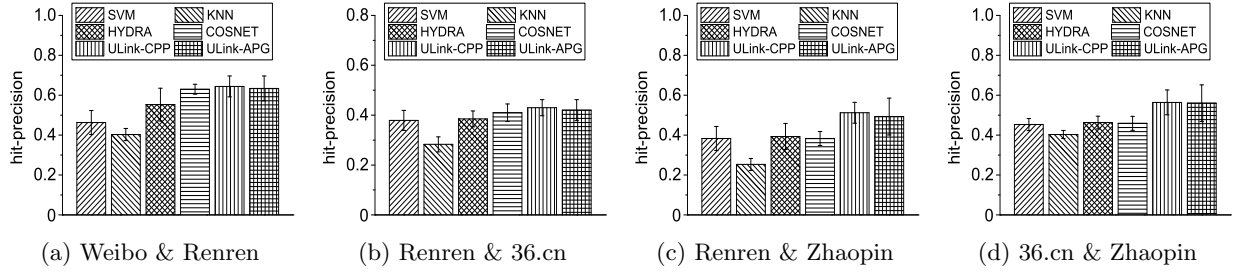 hit-precision
1.0
0.8
0.6
0.4
0.2
0
SVM KNN
HYDRA COSNET
ULink-CPP ULink-APG
(a) Weibo & Renren
hit-precision
0.8
0.6
0.4
0.2
0
SVM KNN
HYDRA COSNET
ULink-CPP ULink-APG
(b) Renren & 36.cn
hit-precision
1.0
0.8
0.6
0.4
0.2
0
SVM KNN
HYDRA COSNET
ULink-CPP ULink-APG
(c) Renren & Zhaopin
hit-precision
1.0
0.8
0.6
0.4
0.2
0
SVM KNN
HYDRA COSNET
ULink-CPP ULink-APG
(d) 36.cn & Zhaopin